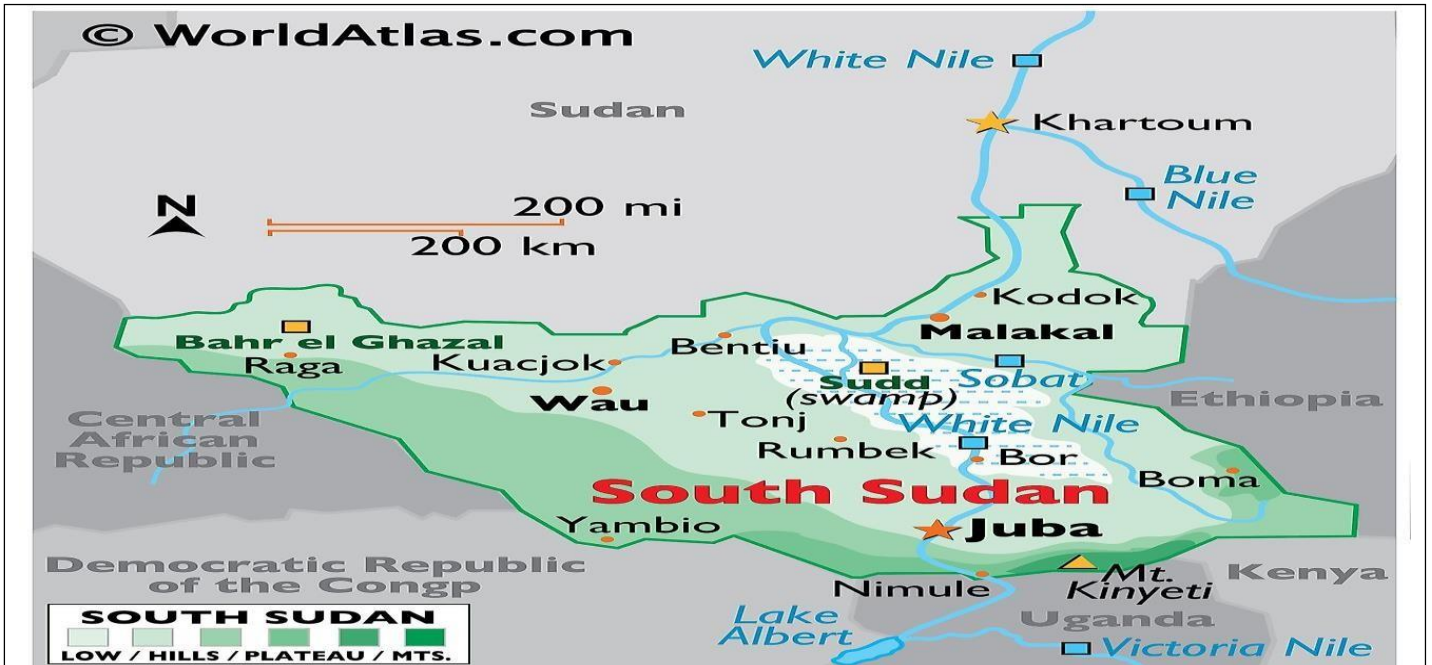 © WorldAtlas.com
White Nile
Sudan
Khartoum
Blue
Nile
N
200 mi
200 km
Kodok
Malakal
Bahr el Ghazal
Raga
Kuacjok
Bentiu
Wau
Sudd
(swamp)
Sobat
Ethiopia
Tonj
White Nile
Central
African
Republic
Rumbek
Bor
Boma
South Sudan
Yambio
Juba
Democratic Republic
of the Congp
Nimule
Mt.
Kinyeti
Kenya
Uganda
Lake
Albert
Victoria Nile
SOUTH SUDAN
LOW / HILLS / PLATEAU / MTS.